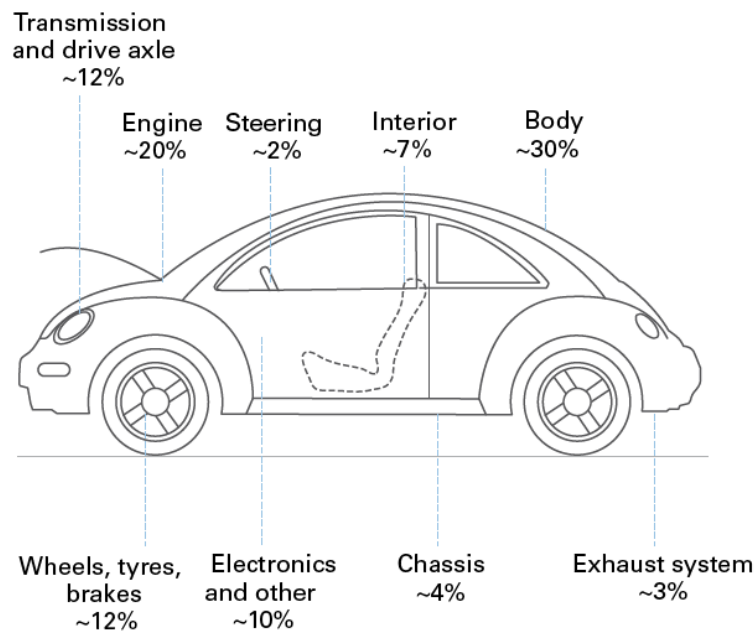 Transmission
and drive axle
~12%
Engine
~20%
Steering
~2%
Interior
~7%
Body
~30%
Wheels, tyres,
brakes
~12%
Electronics
and other
~10%
Chassis
~4%
Exhaust system
~3%